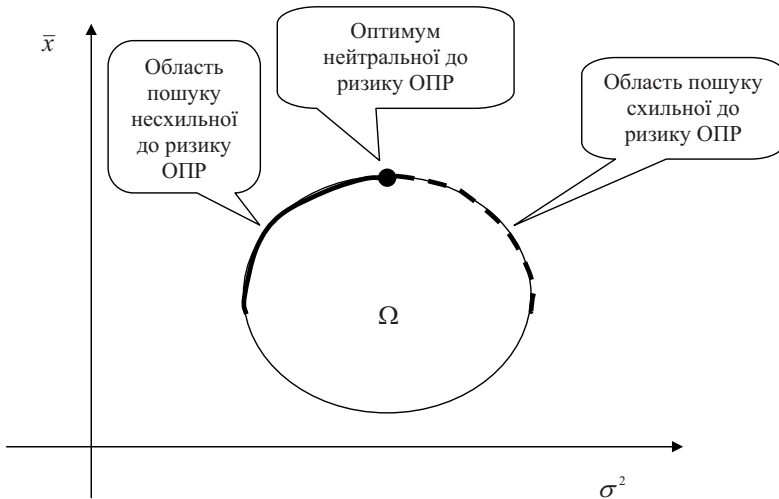 x̅
Область
пошуку
несхильної
до ризику
ОПР
Оптимум
нейтральної до
ризику ОПР
Область пошуку
схильної до
ризику ОПР
Ω
σ²